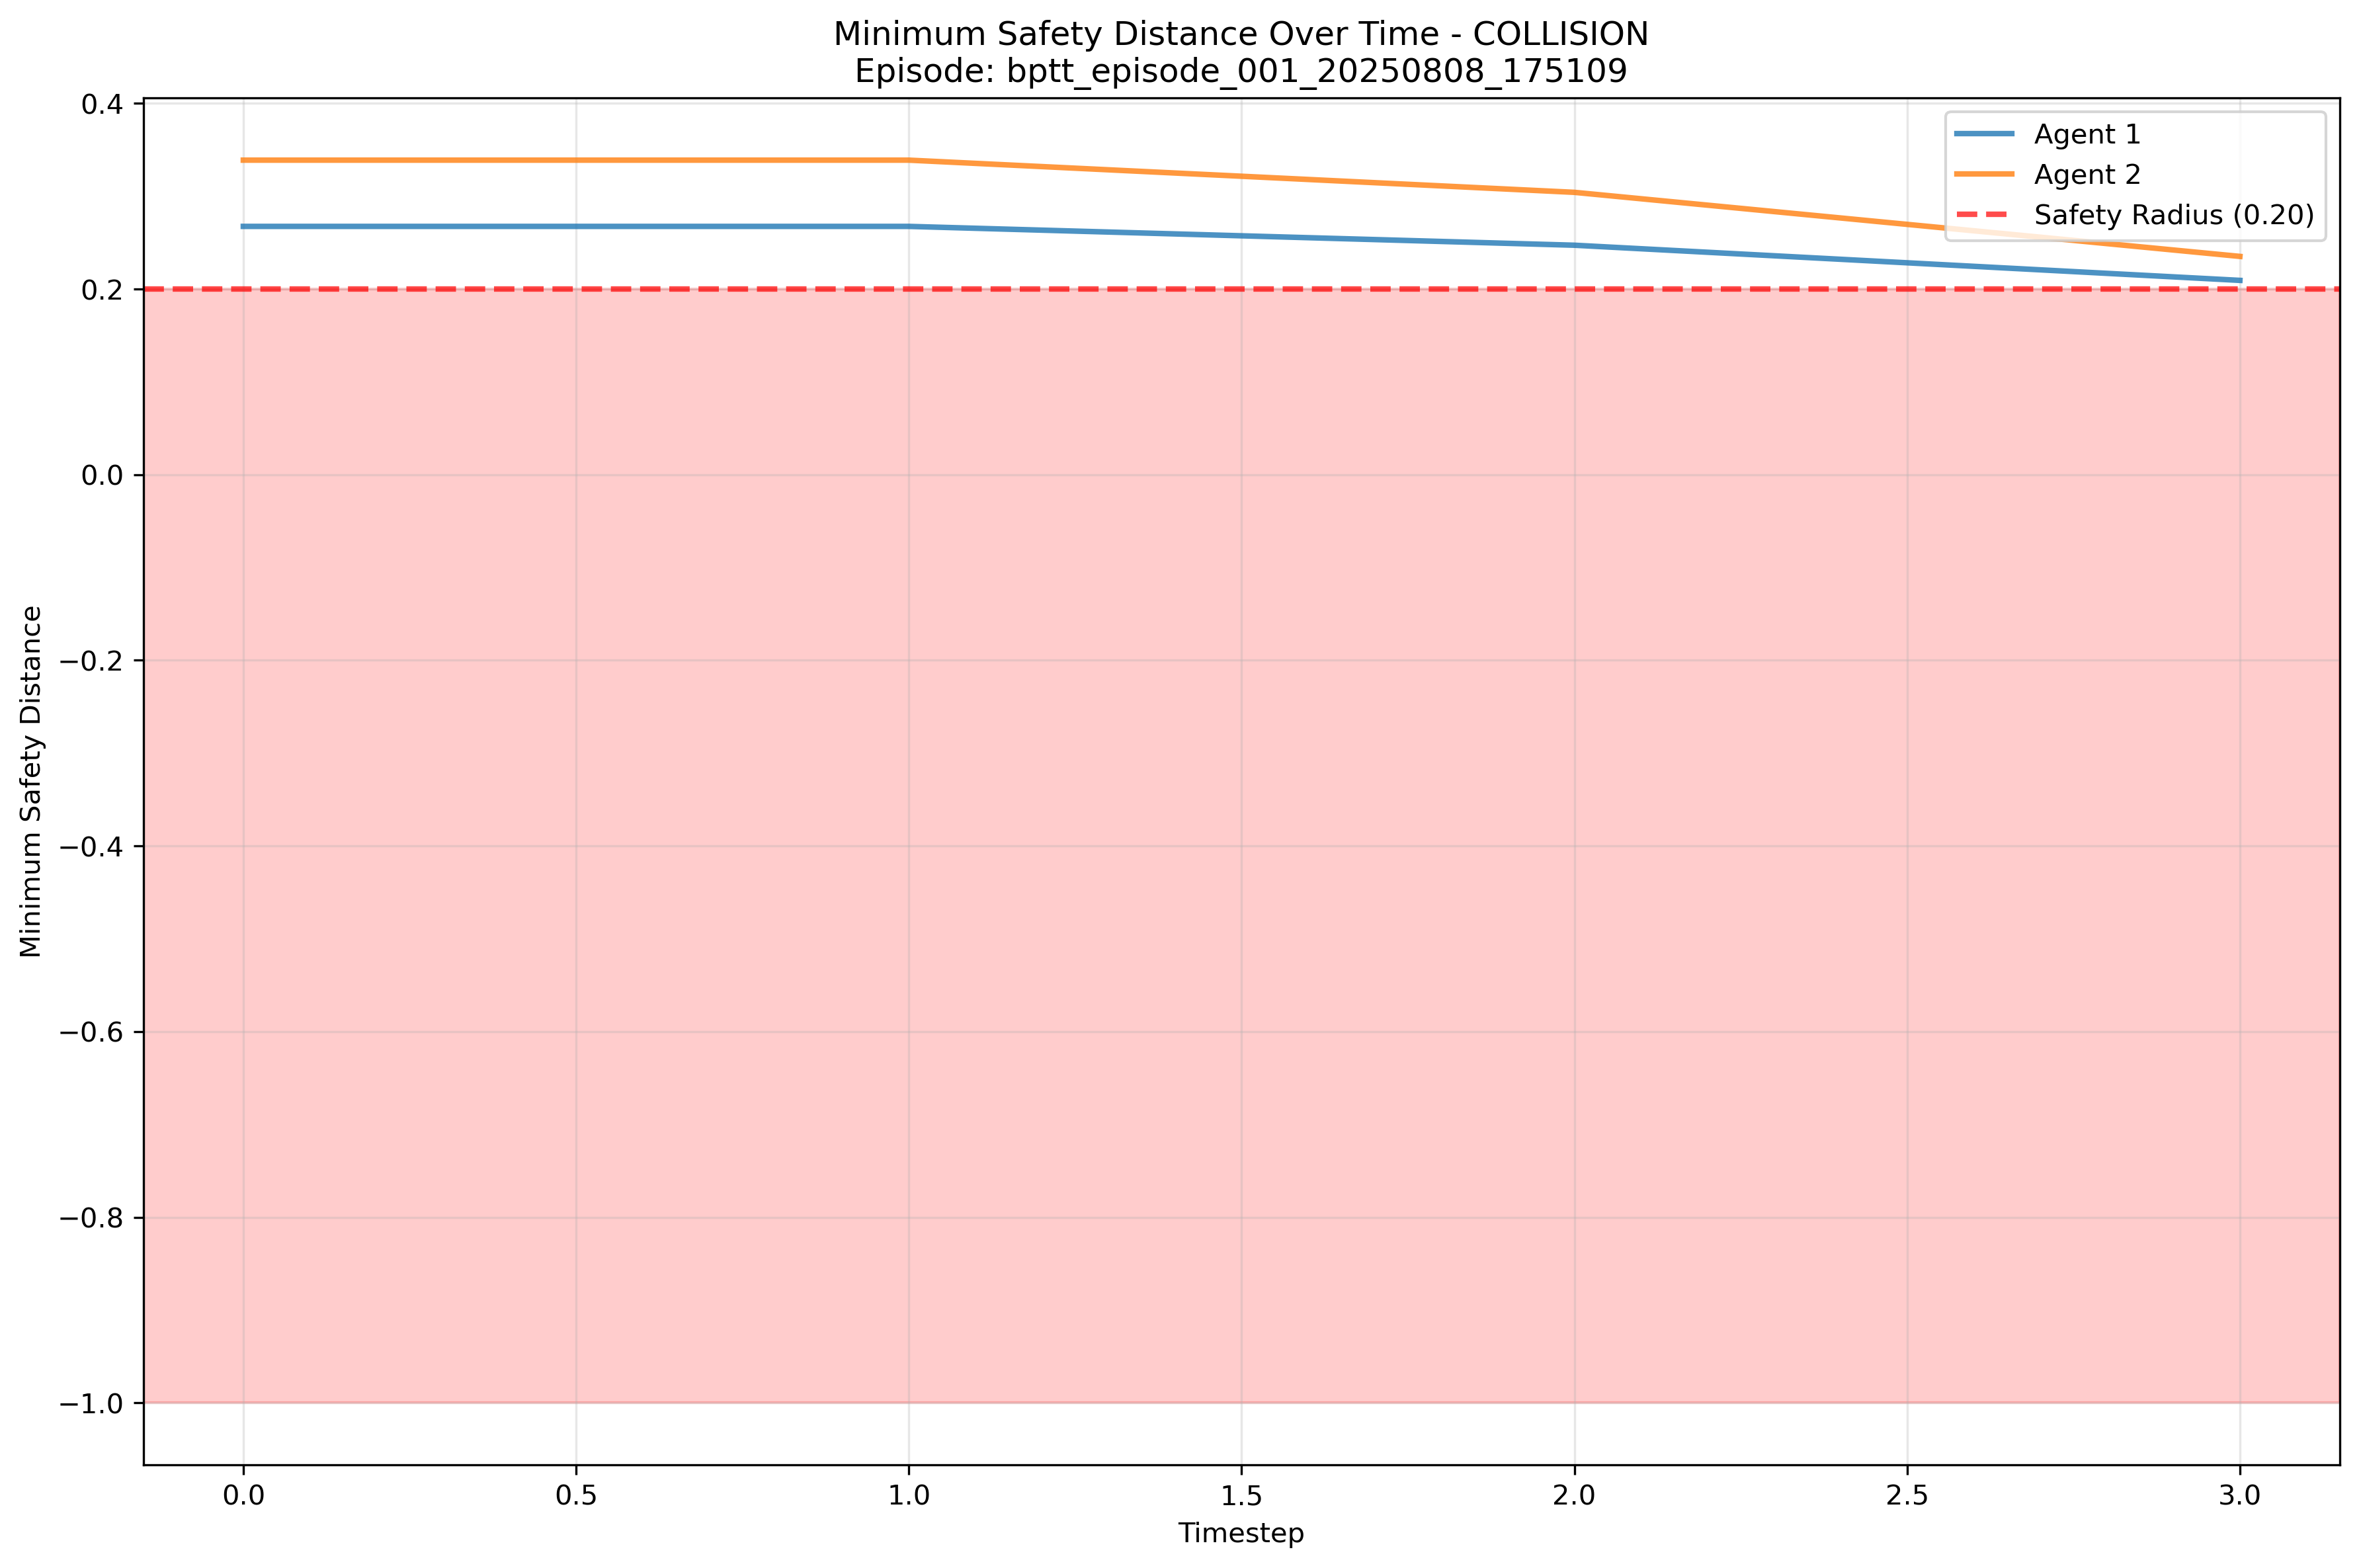 Minimum Safety Distance Over Time - COLLISION
Episode: bptt_episode_001_20250808_175109
Agent 1
Agent 2
Safety Radius (0.20)
Minimum Safety Distance
0.4
0.2
0.0
−0.2
−0.4
−0.6
−0.8
−1.0
0.0
0.5
1.0
1.5
2.0
2.5
3.0
Timestep